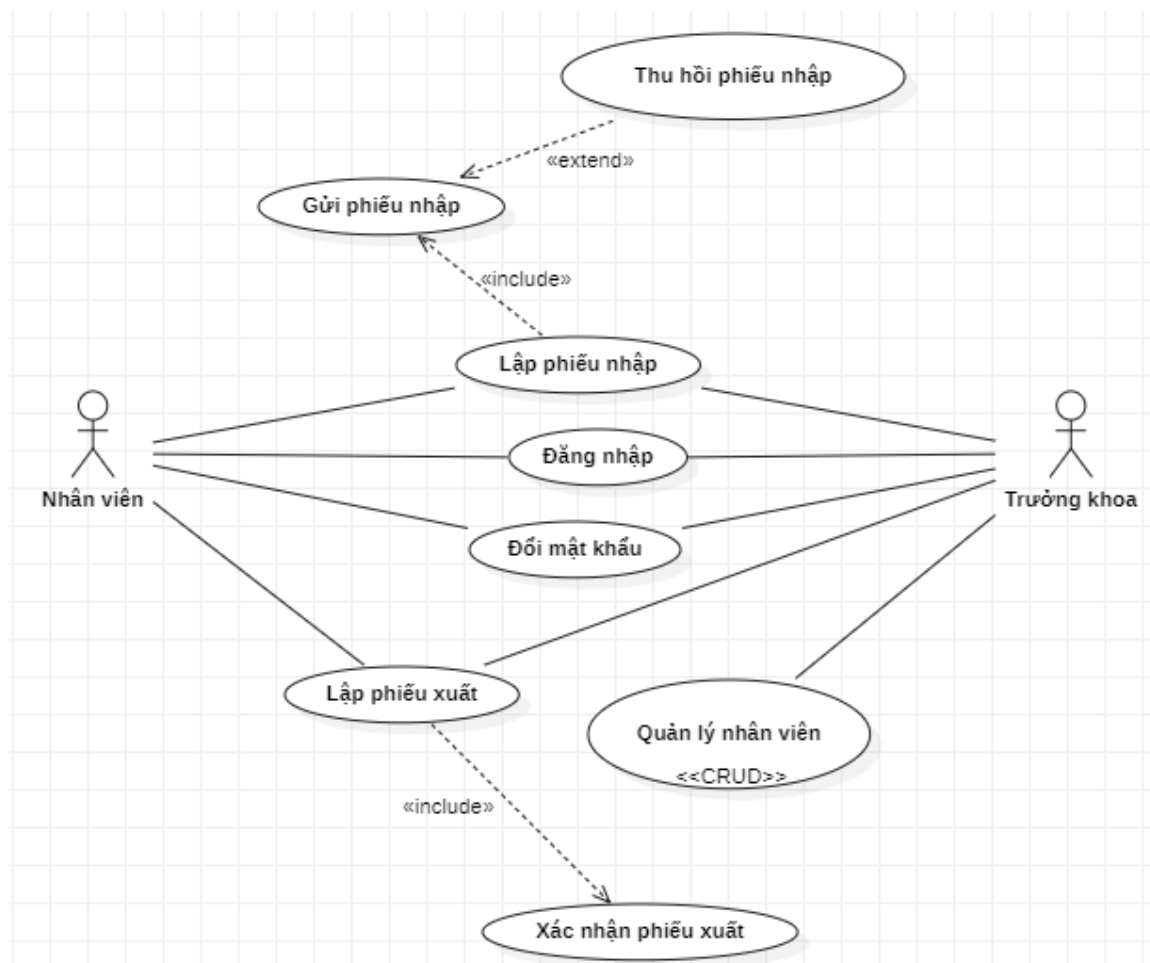 Thu hồi phiếu nhập
«extend»
Gửi phiếu nhập
«include»
Lập phiếu nhập
Đăng nhập
Nhân viên
Trưởng khoa
Đổi mật khẩu
Lập phiếu xuất
Quản lý nhân viên
<<CRUD>>
«include»
Xác nhận phiếu xuất